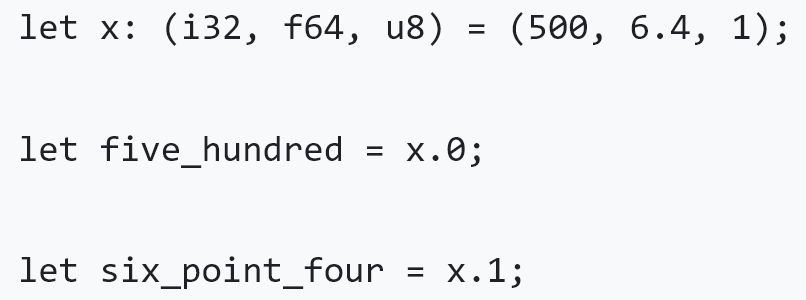 let x: (i32, f64, u8) = (500, 6.4, 1);
let five_hundred = x.0;
let six_point_four = x.1;